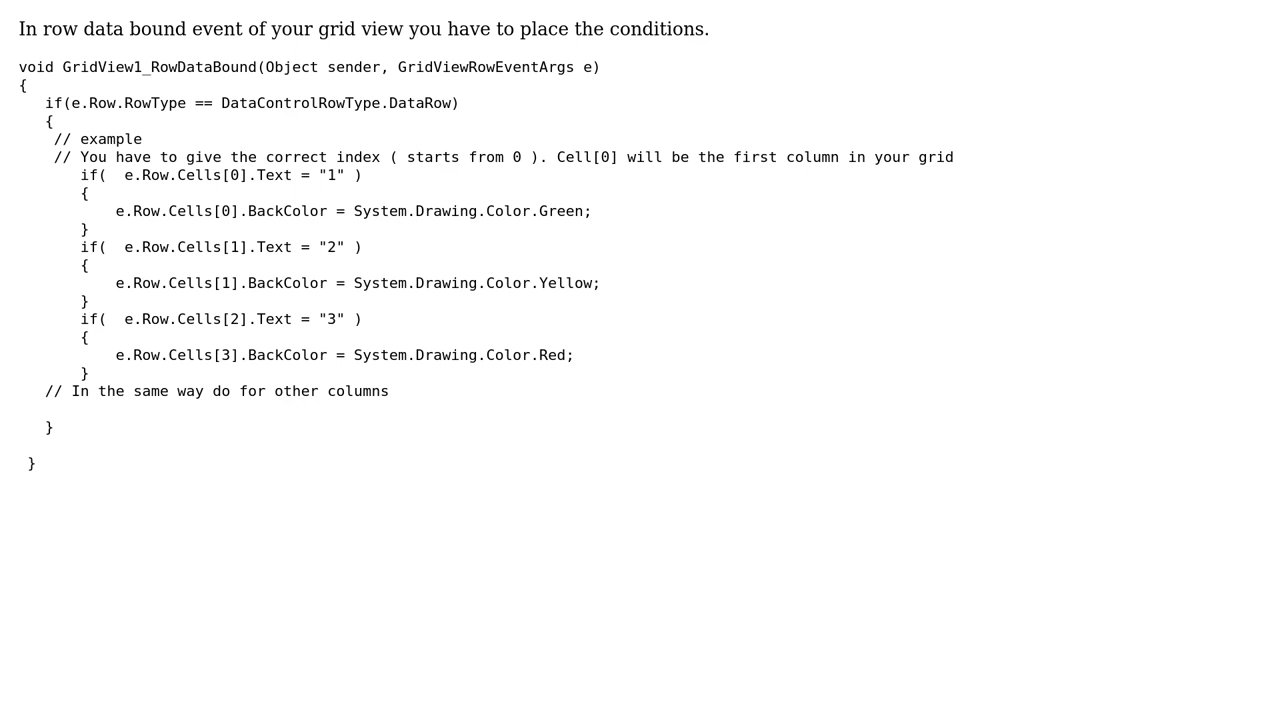 In row data bound event of your grid view you have to place the conditions.
void GridView1_RowDataBound(Object sender, GridViewRowEventArgs e)
{
   if(e.Row.RowType == DataControlRowType.DataRow)
   {
    // example
    // You have to give the correct index ( starts from 0 ). Cell[0] will be the first column in your grid
       if(  e.Row.Cells[0].Text = "1" )
       {
           e.Row.Cells[0].BackColor = System.Drawing.Color.Green;
       }
       if(  e.Row.Cells[1].Text = "2" )
       {
           e.Row.Cells[1].BackColor = System.Drawing.Color.Yellow;
       }
       if(  e.Row.Cells[2].Text = "3" )
       {
           e.Row.Cells[3].BackColor = System.Drawing.Color.Red;
       }
   // In the same way do for other columns
   }
 }